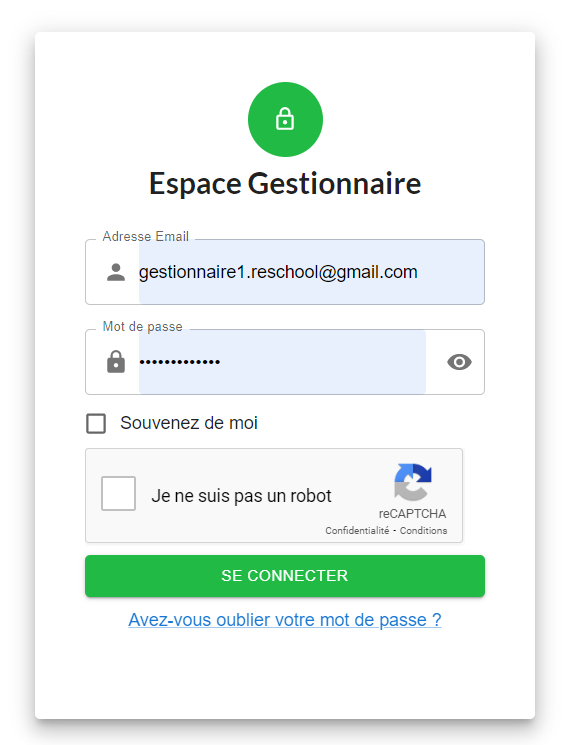 Espace Gestionnaire
Adresse Email
gestionnaire1.reschool@gmail.com
Mot de passe
•••••••••••••
Souvenez de moi
Je ne suis pas un robot
reCAPTCHA
Confidentialité - Conditions
SE CONNECTER
Avez-vous oublier votre mot de passe ?